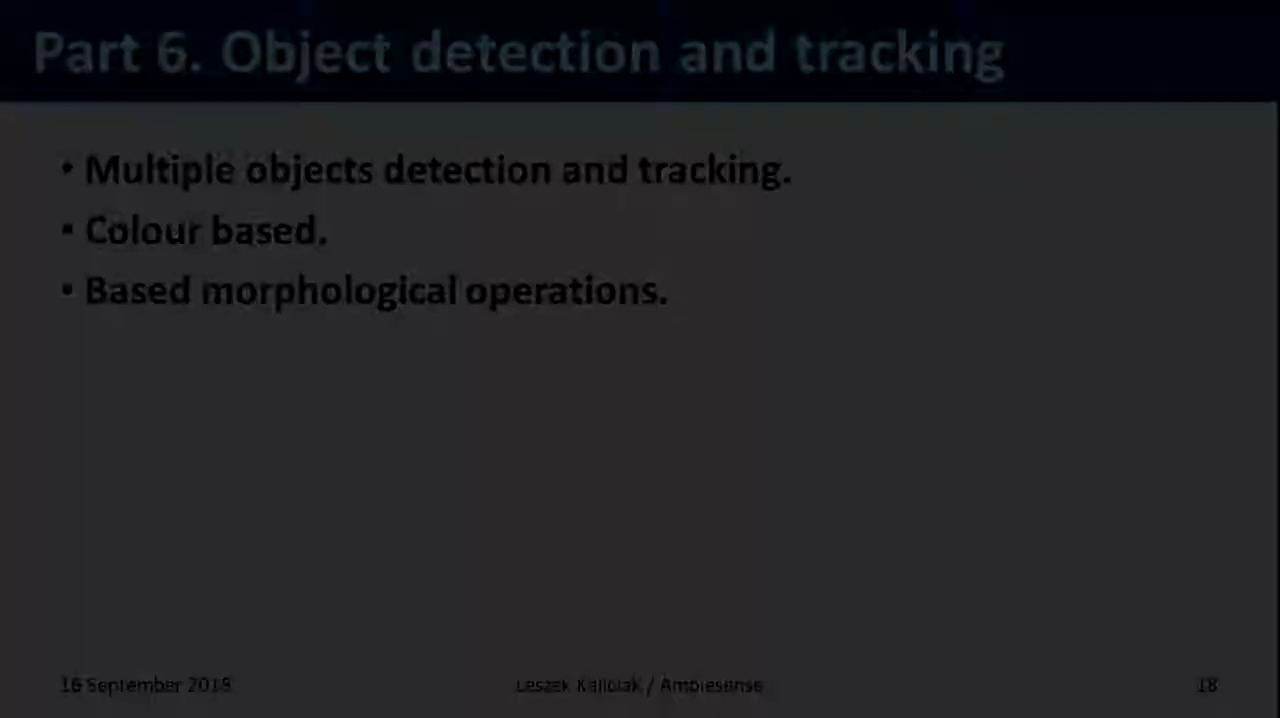 Part 6. Object detection and tracking
• Multiple objects detection and tracking.
• Colour based.
• Based morphological operations.
16 September 2015
Leszek Kaliciak / Ambiesense
18